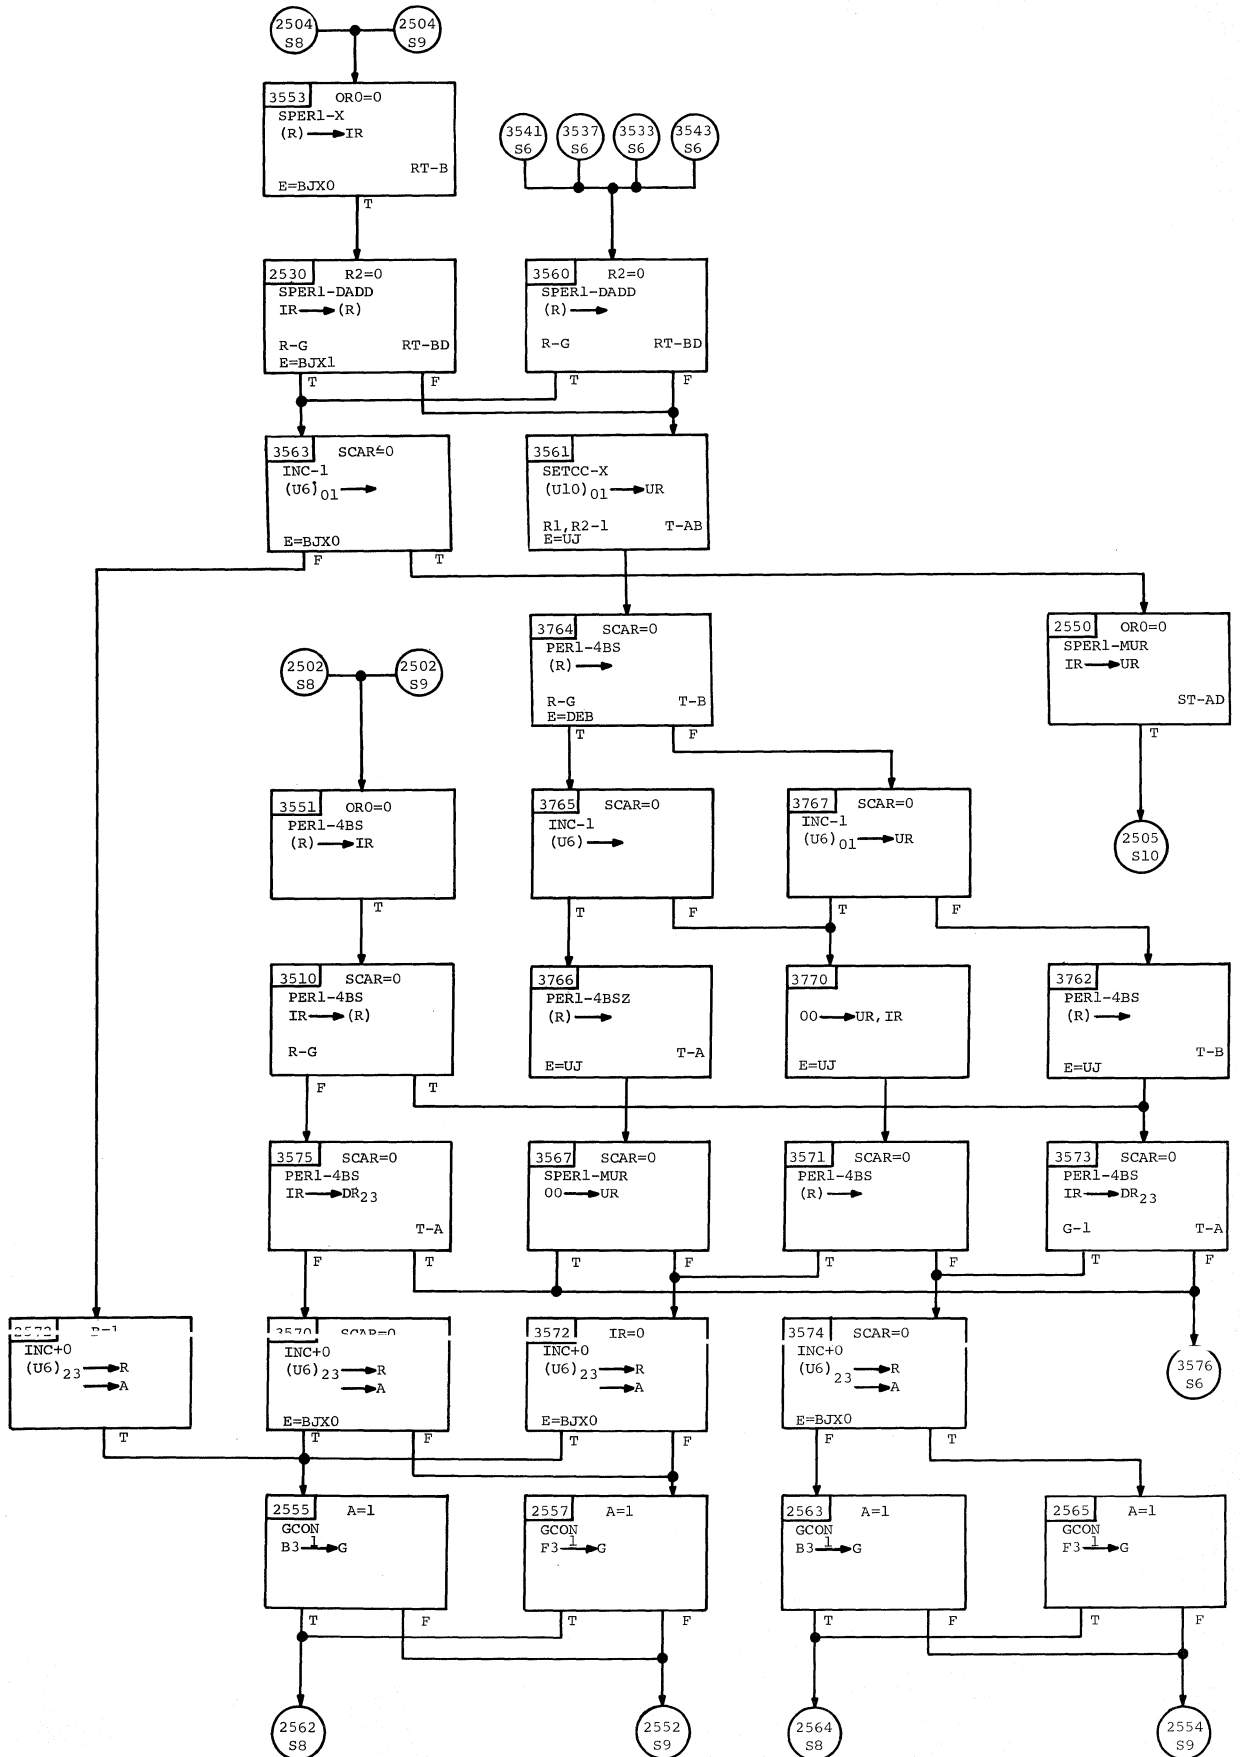 2504 S8
2504 S9
3553 OR0=0
SPER1-X
(R) → IR
RT-B
E=BJX0
T
3541 S6
3537 S6
3533 S6
3543 S6
2530 R2=0
SPER1-DADD
IR → (R)
R-G RT-BD
E=BJX1
T F
3560 R2=0
SPER1-DADD
(R) →
R-G RT-BD
T F
3563 SCAR≠0
INC-1
(U6)01 →
E=BJX0
F T
3561
SETCC-X
(U10)01 → UR
R1,R2-1 T-AB
E=UJ
3764 SCAR=0
PER1-4BS
(R) →
R-G T-B
E=DEB
T F
2550 OR0=0
SPER1-MUR
IR → UR
ST-AD
T
2502 S8
2502 S9
3551 OR0=0
PER1-4BS
(R) → IR
T
3765 SCAR=0
INC-1
(U6) →
T F
3767 SCAR=0
INC-1
(U6)01 → UR
T F
2505 S10
3510 SCAR=0
PER1-4BS
IR → (R)
R-G
F T
3766
PER1-4BSZ
(R) →
T-A
E=UJ
3770
00 → UR,IR
E=UJ
3762
PER1-4BS
(R) →
T-B
E=UJ
3575 SCAR=0
PER1-4BS
IR → DR23
T-A
F T
3567 SCAR=0
SPER1-MUR
00 → UR
T F
3571 SCAR=0
PER1-4BS
(R) →
T F
3573 SCAR=0
PER1-4BS
IR → DR23
G-1 T-A
T F
INC+0
(U6)23 → R
→ A
T
3570 SCAR=0
INC+0
(U6)23 → R
→ A
E=BJX0
T F
3572 IR=0
INC+0
(U6)23 → R
→ A
E=BJX0
T F
3574 SCAR=0
INC+0
(U6)23 → R
→ A
E=BJX0
F T
3576 S6
2555 A=1
GCON
B3 1→ G
T F
2557 A=1
GCON
F3 1→ G
T F
2563 A=1
GCON
B3 1→ G
T F
2565 A=1
GCON
F3 1→ G
T F
2562 S8
2552 S9
2564 S8
2554 S9